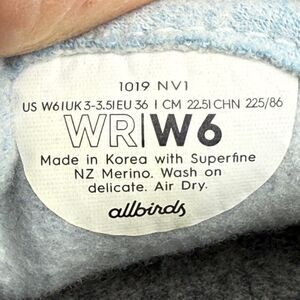 1019 NV1
US W6|UK 3-3.5|EU 36 | CM 22.5| CHN 225/86
WR|W6
Made in Korea with Superfine
NZ Merino. Wash on
delicate. Air Dry.
allbirds